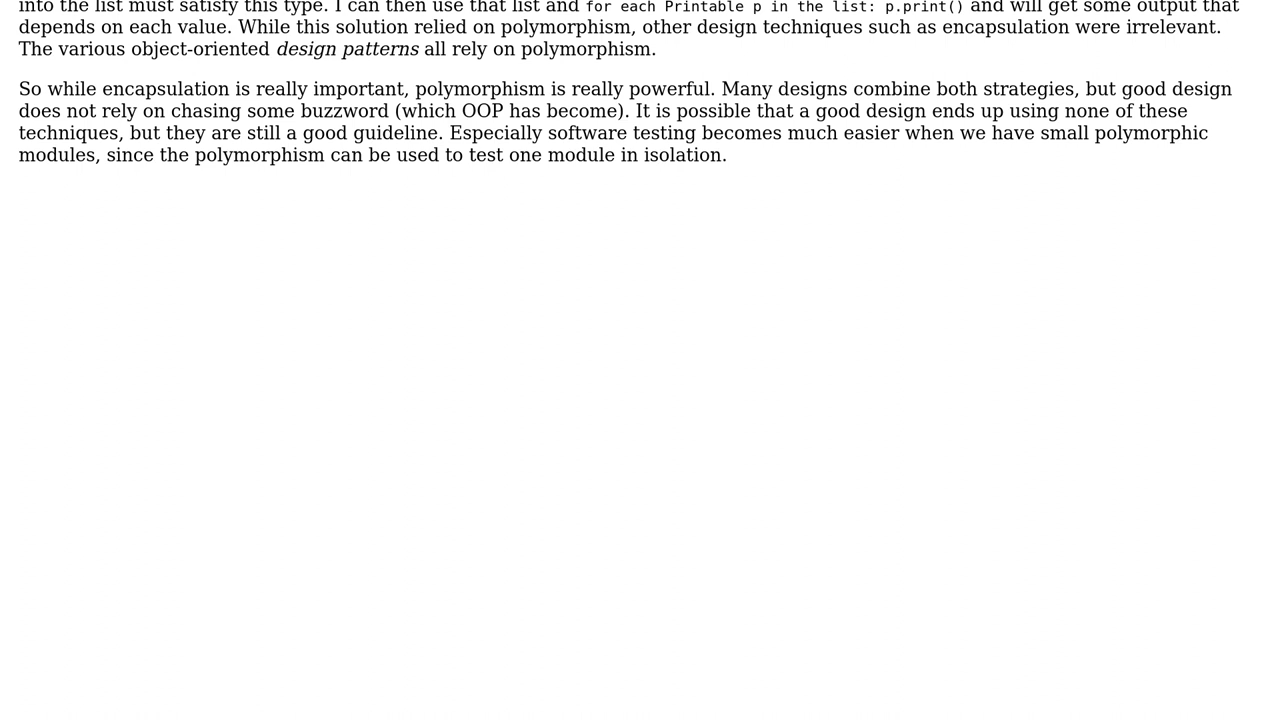 into the list must satisfy this type. I can then use that list and for each Printable p in the list: p.print() and will get some output that
depends on each value. While this solution relied on polymorphism, other design techniques such as encapsulation were irrelevant.
The various object-oriented design patterns all rely on polymorphism.
So while encapsulation is really important, polymorphism is really powerful. Many designs combine both strategies, but good design
does not rely on chasing some buzzword (which OOP has become). It is possible that a good design ends up using none of these
techniques, but they are still a good guideline. Especially software testing becomes much easier when we have small polymorphic
modules, since the polymorphism can be used to test one module in isolation.